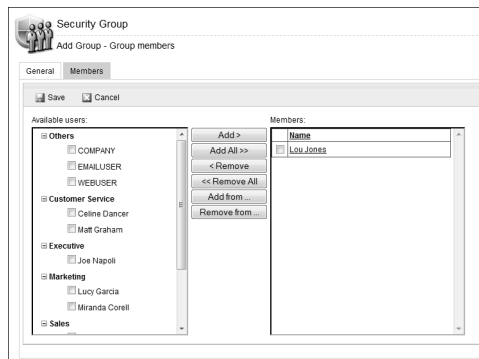 Security Group
Add Group - Group members
General Members
Save Cancel
Available users:
Others
COMPANY
EMAILUSER
WEBUSER
Customer Service
Celine Dancer
Matt Graham
Executive
Joe Napoli
Marketing
Lucy Garcia
Miranda Corell
Sales
Add >
Add All >>
< Remove
<< Remove All
Add from ...
Remove from ...
Members:
Name
Lou Jones